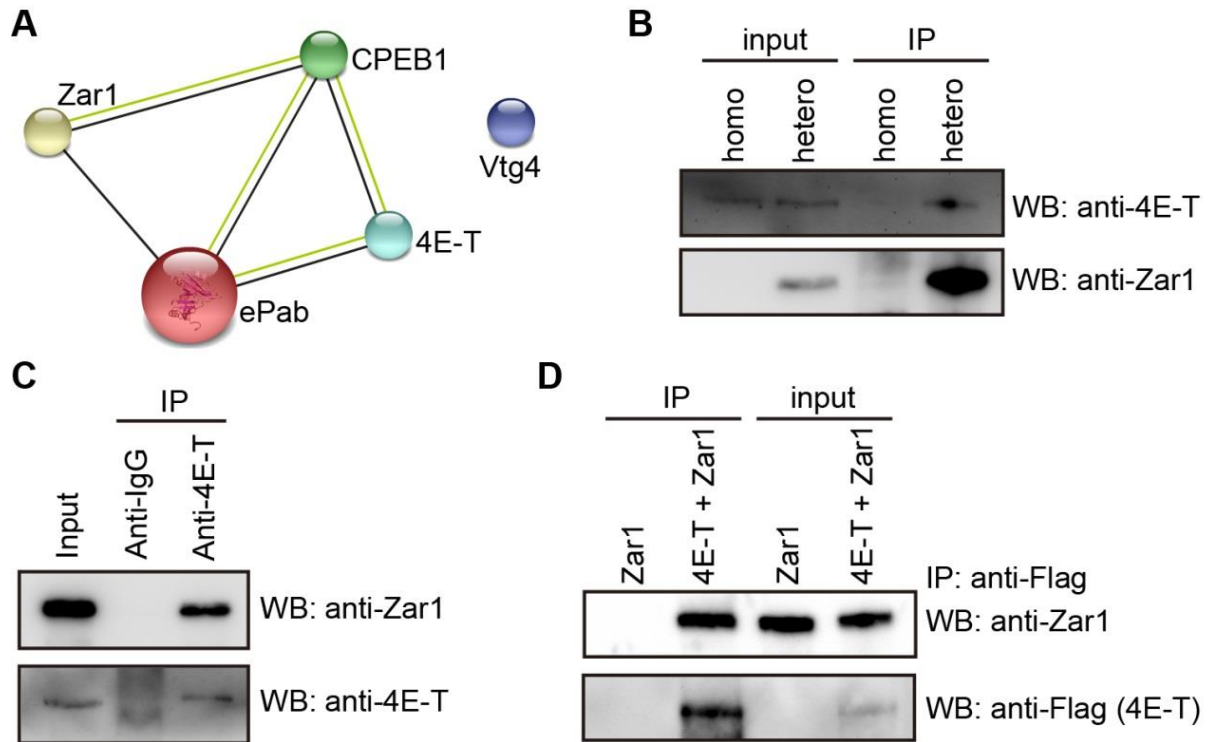 A
Zar1
CPEB1
Vtg4
4E-T
ePab
B
input IP
homo hetero homo hetero
WB: anti-4E-T
WB: anti-Zar1
C
IP
Input Anti-IgG Anti-4E-T
WB: anti-Zar1
WB: anti-4E-T
D
IP input
Zar1 4E-T + Zar1 Zar1 4E-T + Zar1
IP: anti-Flag
WB: anti-Zar1
WB: anti-Flag (4E-T)